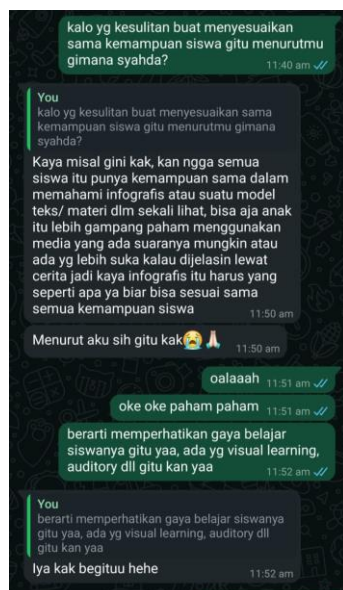 kalo yg kesulitan buat menyesuaikan
sama kemampuan siswa gitu menurutmu
gimana syahda?
11:40 am
You
kalo yg kesulitan buat menyesuaikan sama
kemampuan siswa gitu menurutmu gimana
syahda?
Kaya misal gini kak, kan ngga semua
siswa itu punya kemampuan sama dalam
memahami infografis atau suatu model
teks/ materi dlm sekali lihat, bisa aja anak
itu lebih gampang paham menggunakan
media yang ada suaranya mungkin atau
ada yg lebih suka kalau dijelasin lewat
cerita jadi kaya infografis itu harus yang
seperti apa ya biar bisa sesuai sama
semua kemampuan siswa
11:50 am
Menurut aku sih gitu kak😭🙏🏻
11:50 am
oalaaah 11:51 am
oke oke paham paham 11:51 am
berarti memperhatikan gaya belajar
siswanya gitu yaa, ada yg visual learning,
auditory dll gitu kan yaa
11:52 am
You
berarti memperhatikan gaya belajar siswanya
gitu yaa, ada yg visual learning, auditory dll
gitu kan yaa
Iya kak begituu hehe
11:52 am